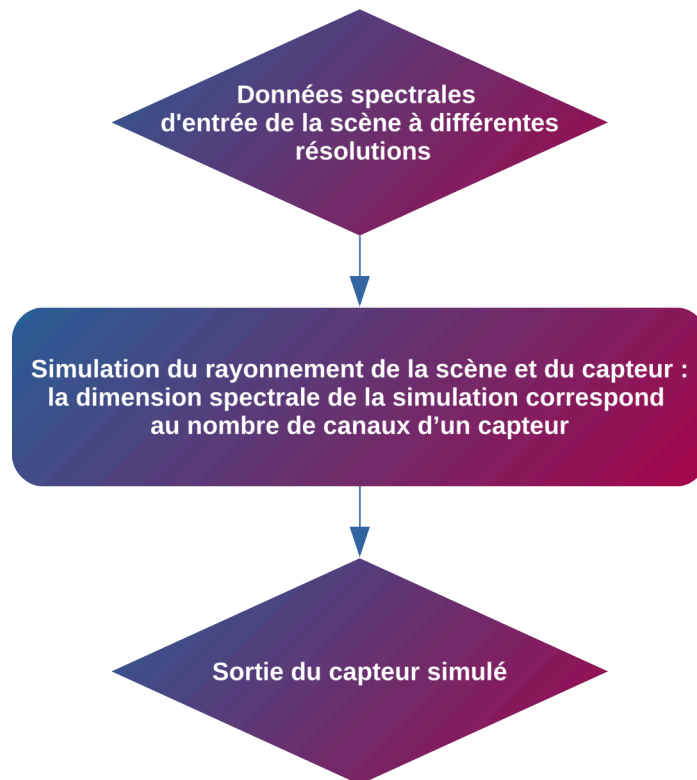 Données spectrales
d'entrée de la scène à différentes
résolutions
Simulation du rayonnement de la scène et du capteur :
la dimension spectrale de la simulation correspond
au nombre de canaux d’un capteur
Sortie du capteur simulé